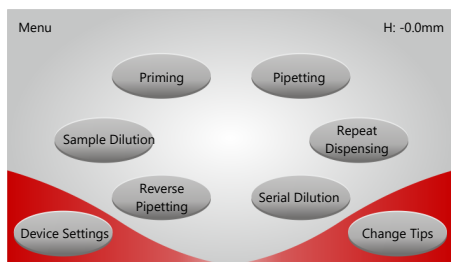 Menu
H: -0.0mm
Priming
Pipetting
Sample Dilution
Repeat
Dispensing
Reverse
Pipetting
Serial Dilution
Device Settings
Change Tips